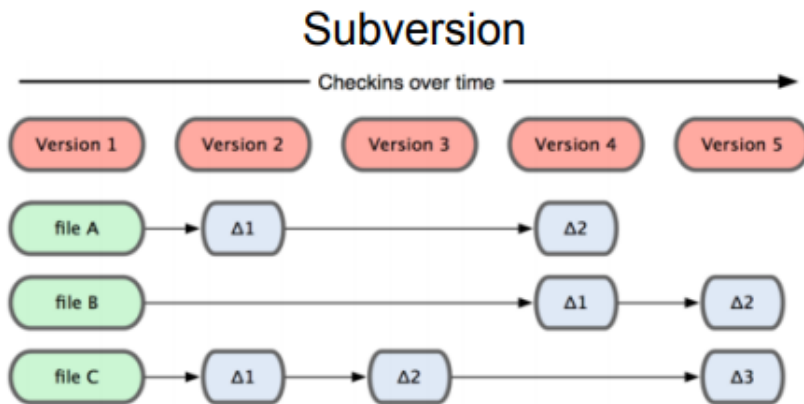 Subversion
Checkins over time
Version 1 Version 2 Version 3 Version 4 Version 5
file A Δ1 Δ2
file B Δ1 Δ2
file C Δ1 Δ2 Δ3